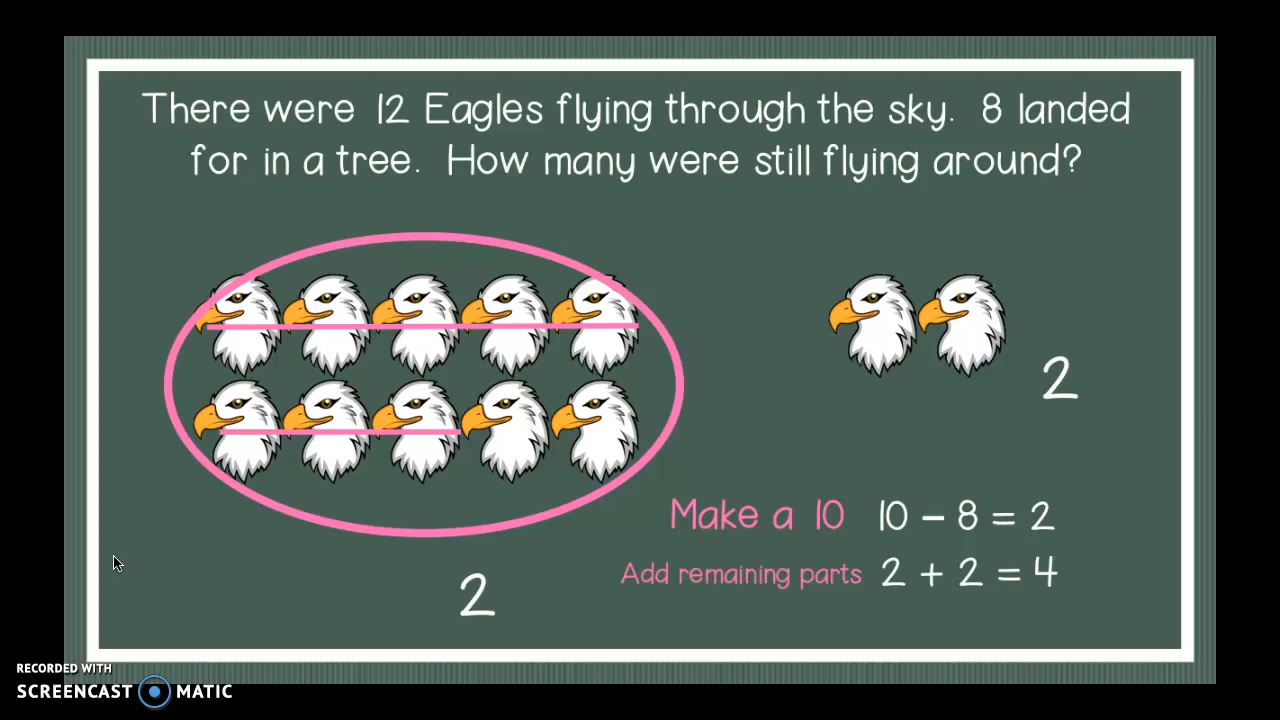 There were 12 Eagles flying through the sky. 8 landed
for in a tree. How many were still flying around?
2
Make a 10 10 - 8 = 2
Add remaining parts 2 + 2 = 4
2
RECORDED WITH
SCREENCAST MATIC